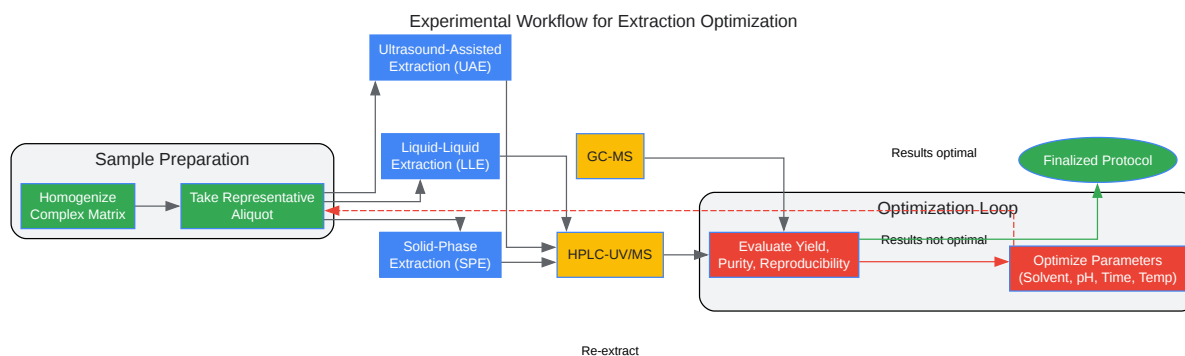 Experimental Workflow for Extraction Optimization
Ultrasound-Assisted
Extraction (UAE)
Liquid-Liquid
Extraction (LLE)
GC-MS
Results optimal
Finalized Protocol
Sample Preparation
Homogenize
Complex Matrix
Take Representative
Aliquot
Solid-Phase
Extraction (SPE)
HPLC-UV/MS
Optimization Loop
Evaluate Yield,
Purity, Reproducibility
Results not optimal
Optimize Parameters
(Solvent, pH, Time, Temp)
Re-extract